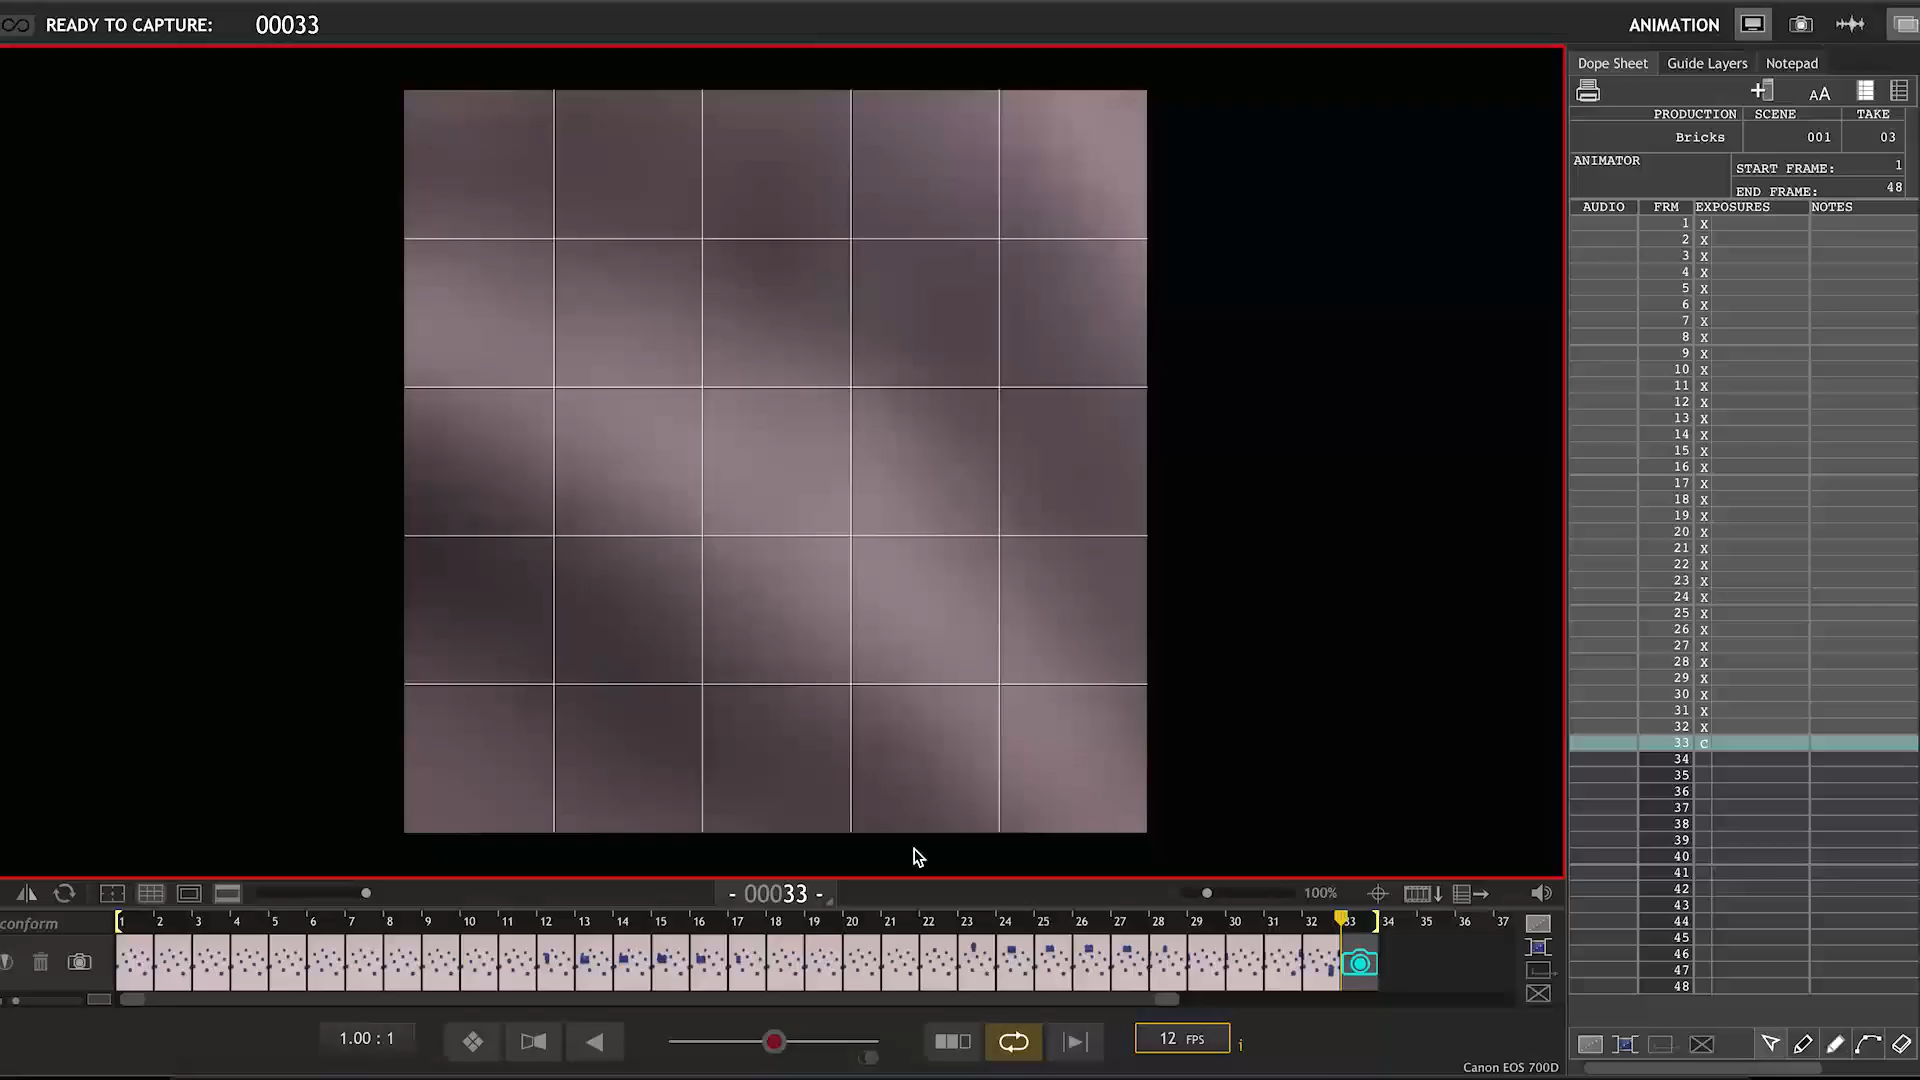 READY TO CAPTURE: 00033
ANIMATION
Dope Sheet Guide Layers Notepad
AA
PRODUCTION SCENE TAKE
Bricks 001 03
ANIMATOR
START FRAME: 1
END FRAME: 48
AUDIO FRM EXPOSURES NOTES
1 X
2 X
3 X
4 X
5 X
6 X
7 X
8 X
9 X
10 X
11 X
12 X
13 X
14 X
15 X
16 X
17 X
18 X
19 X
20 X
21 X
22 X
23 X
24 X
25 X
26 X
27 X
28 X
29 X
30 X
31 X
32 X
33 C
34
35
36
37
38
39
40
41
42
43
44
45
46
47
48
- 00033 -
100%
conform
1 2 3 4 5 6 7 8 9 10 11 12 13 14 15 16 17 18 19 20 21 22 23 24 25 26 27 28 29 30 31 32 33 34 35 36 37
1.00 : 1
12 FPS
i
Canon EOS 700D